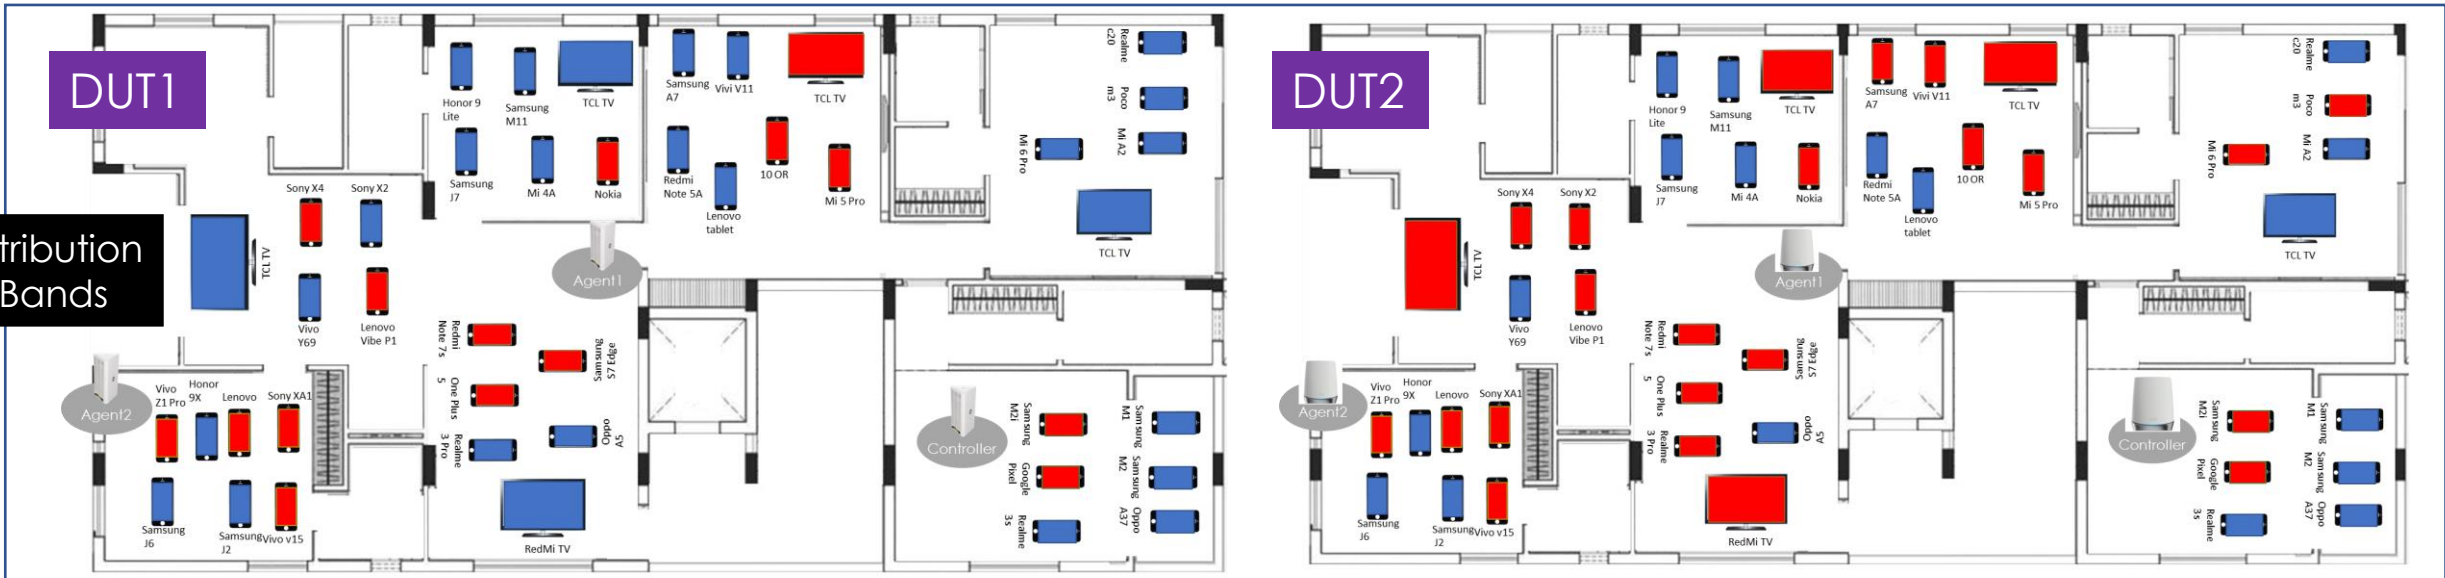 DUT1
tribution
Bands
Honor 9
Lite
Samsung
M11
TCL TV
Samsung
J7
Mi 4A
Nokia
Samsung
A7
Vivi V11
TCL TV
Redmi
Note 5A
Lenovo
tablet
10 OR
Mi 5 Pro
Realme
c20
Poco
m3
Mi A2
Mi 6 Pro
TCL TV
Sony X4
Sony X2
TCL TV
Vivo
Y69
Lenovo
Vibe P1
Agent1
Redmi
Note 7s
Samsung
S7 Edge
One Plus
5
Realme
3 Pro
Oppo
A5
RedMi TV
Agent2
Vivo
Z1 Pro
Honor
9X
Lenovo
Sony XA1
Samsung
J6
Samsung
J2
Vivo v15
Controller
Samsung
M2i
Google
Pixel
Realme
3s
Samsung
M1
Samsung
M2
Oppo
A37
DUT2
Honor 9
Lite
Samsung
M11
TCL TV
Samsung
J7
Mi 4A
Nokia
Samsung
A7
Vivi V11
TCL TV
Redmi
Note 5A
Lenovo
tablet
10 OR
Mi 5 Pro
Realme
c20
Poco
m3
Mi A2
Mi 6 Pro
TCL TV
Sony X4
Sony X2
TCL TV
Vivo
Y69
Lenovo
Vibe P1
Agent1
Redmi
Note 7s
Samsung
S7 Edge
One Plus
5
Realme
3 Pro
Oppo
A5
RedMi TV
Agent2
Vivo
Z1 Pro
Honor
9X
Lenovo
Sony XA1
Samsung
J6
Samsung
J2
Vivo v15
Controller
Samsung
M2i
Google
Pixel
Realme
3s
Samsung
M1
Samsung
M2
Oppo
A37